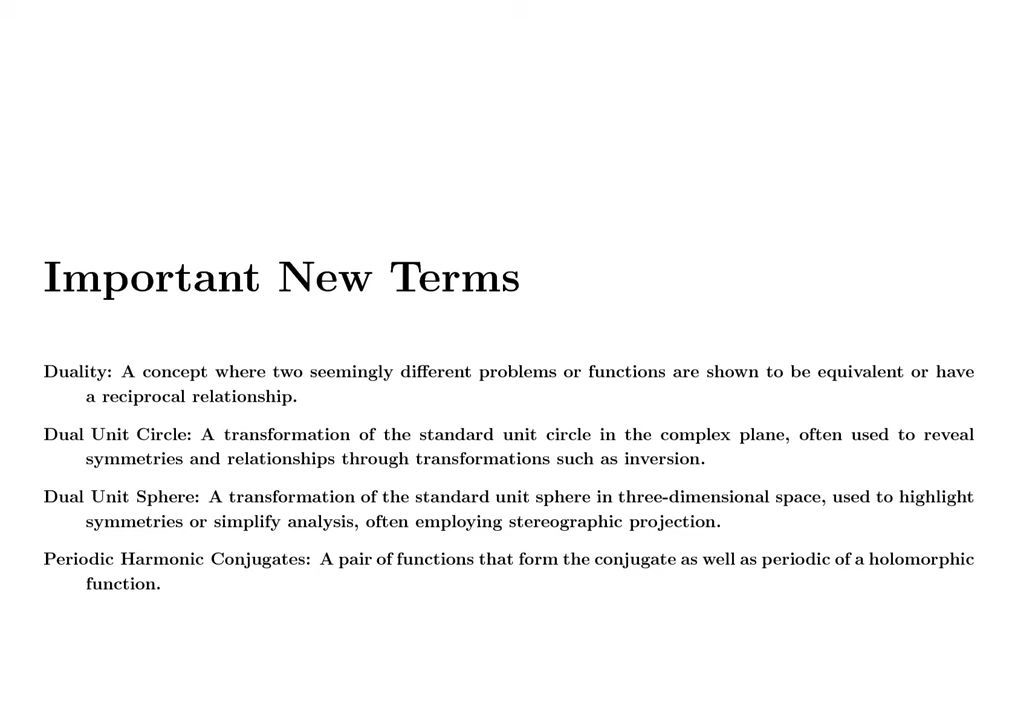 Important New Terms
Duality: A concept where two seemingly different problems or functions are shown to be equivalent or have
a reciprocal relationship.
Dual Unit Circle: A transformation of the standard unit circle in the complex plane, often used to reveal
symmetries and relationships through transformations such as inversion.
Dual Unit Sphere: A transformation of the standard unit sphere in three-dimensional space, used to highlight
symmetries or simplify analysis, often employing stereographic projection.
Periodic Harmonic Conjugates: A pair of functions that form the conjugate as well as periodic of a holomorphic
function.